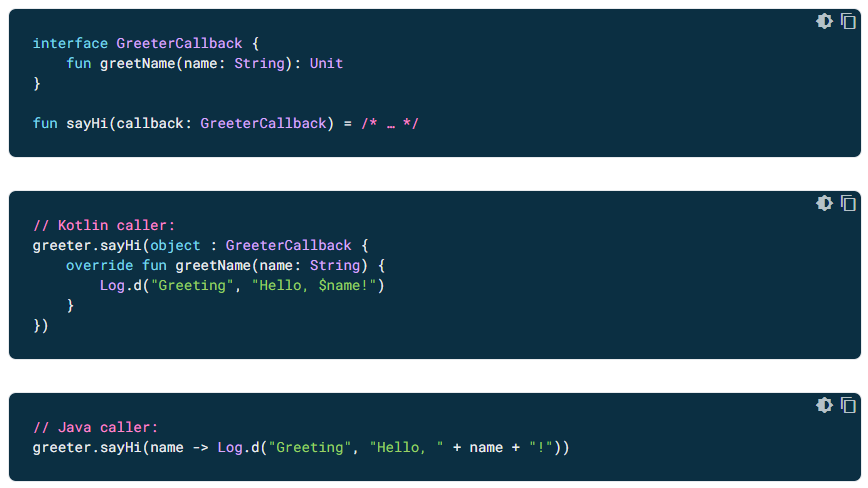 interface GreeterCallback {
    fun greetName(name: String): Unit
}
fun sayHi(callback: GreeterCallback) = /* … */
// Kotlin caller:
greeter.sayHi(object : GreeterCallback {
    override fun greetName(name: String) {
        Log.d("Greeting", "Hello, $name!")
    }
})
// Java caller:
greeter.sayHi(name -> Log.d("Greeting", "Hello, " + name + "!"))